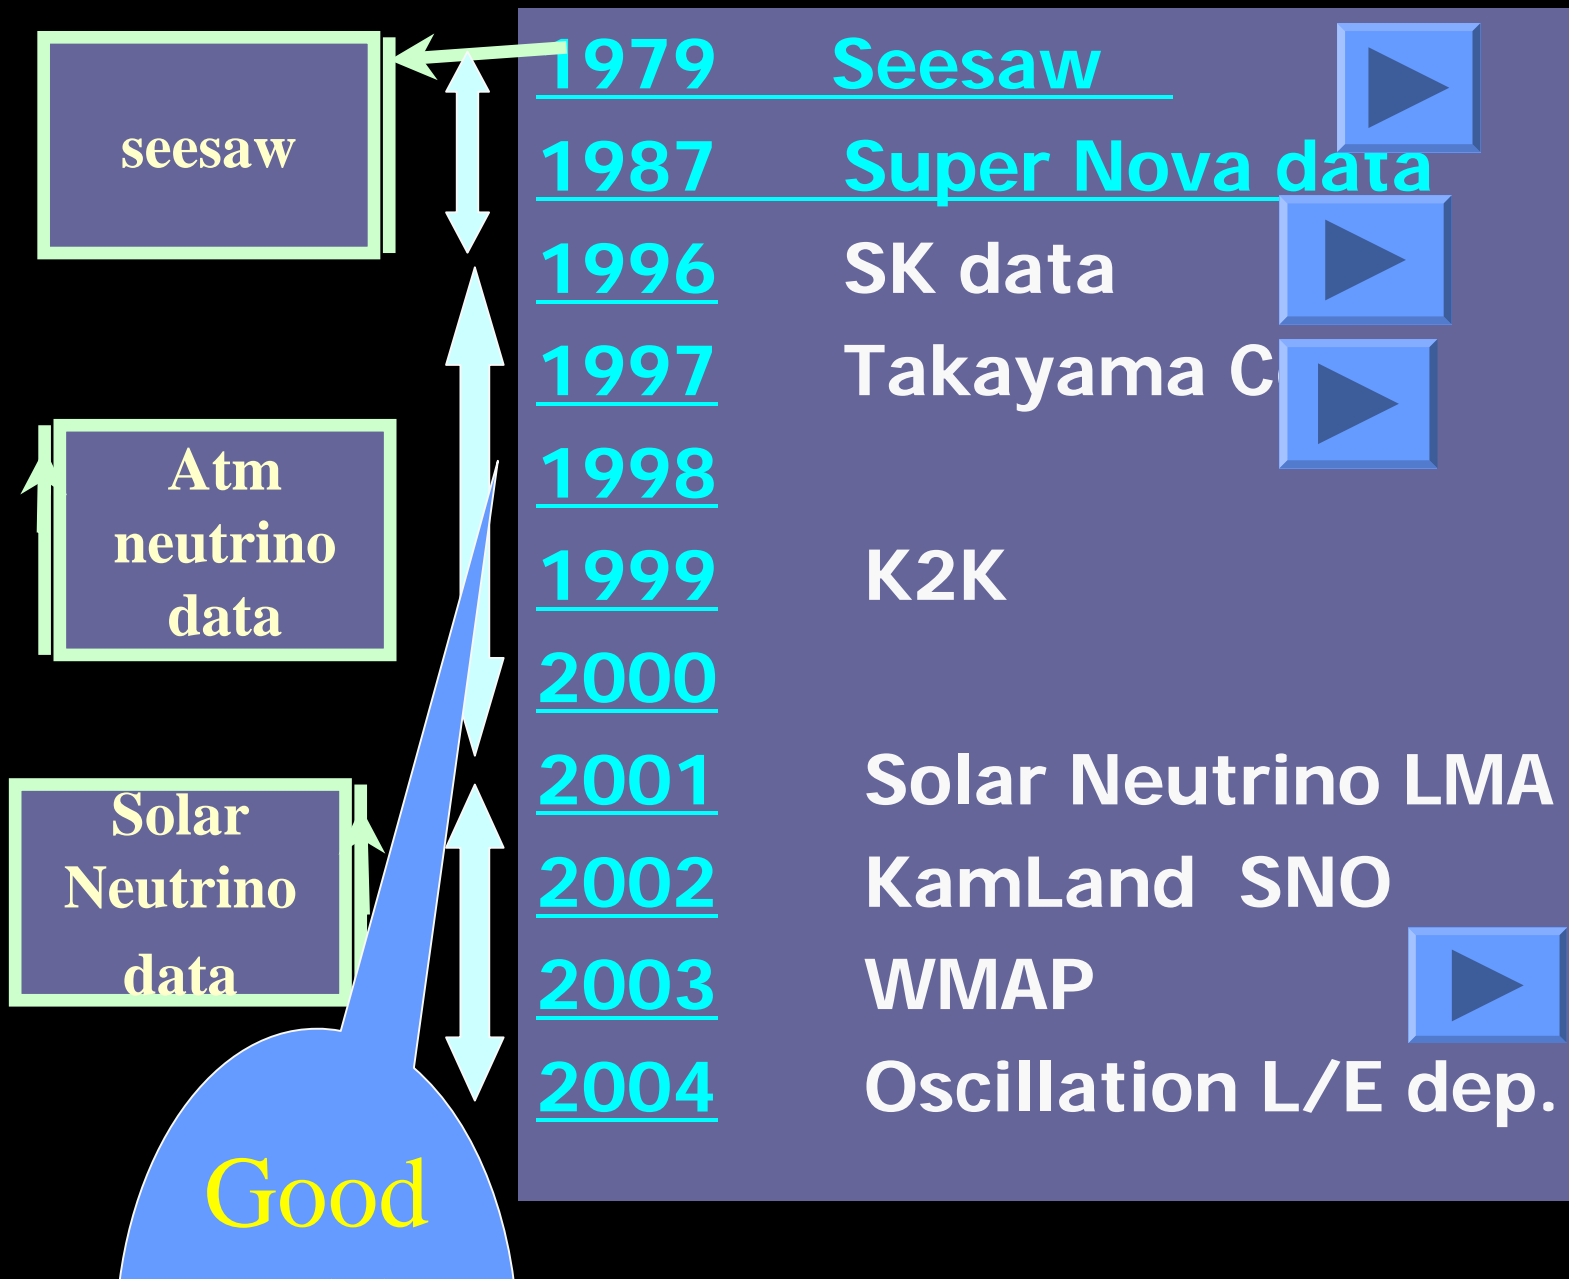 seesaw
Atm
neutrino
data
Solar
Neutrino
data
Good
1979 Seesaw
1987 Super Nova data
1996 SK data
1997 Takayama
1998
1999 K2K
2000
2001 Solar Neutrino LMA
2002 KamLand SNO
2003 WMAP
2004 Oscillation L/E dep.